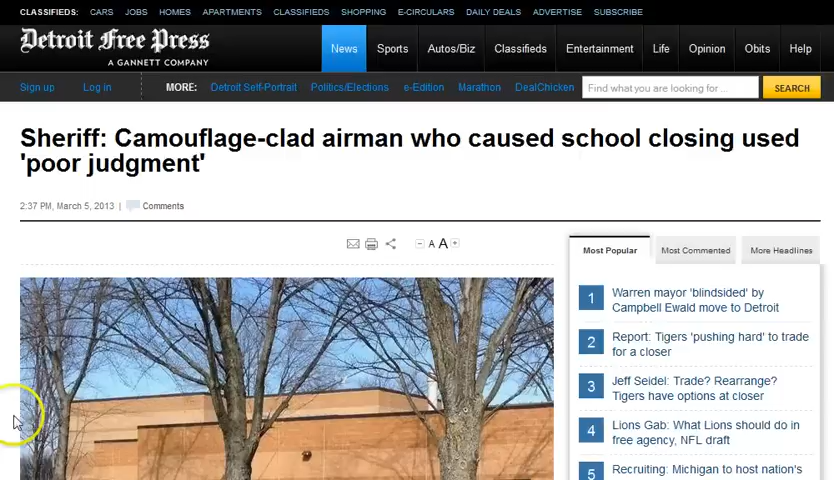 CLASSIFIEDS: CARS JOBS HOMES APARTMENTS CLASSIFIEDS SHOPPING E-CIRCULARS DAILY DEALS ADVERTISE SUBSCRIBE
Detroit Free Press
A GANNETT COMPANY
News Sports Autos/Biz Classifieds Entertainment Life Opinion Obits Help
Sign up Log in MORE: Detroit Self-Portrait Politics/Elections e-Edition Marathon DealChicken Find what you are looking for ... SEARCH
Sheriff: Camouflage-clad airman who caused school closing used
'poor judgment'
2:37 PM, March 5, 2013 | Comments
A A
Most Popular Most Commented More Headlines
1 Warren mayor 'blindsided' by
Campbell Ewald move to Detroit
2 Report: Tigers 'pushing hard' to trade
for a closer
3 Jeff Seidel: Trade? Rearrange?
Tigers have options at closer
4 Lions Gab: What Lions should do in
free agency, NFL draft
5 Recruiting: Michigan to host nation's